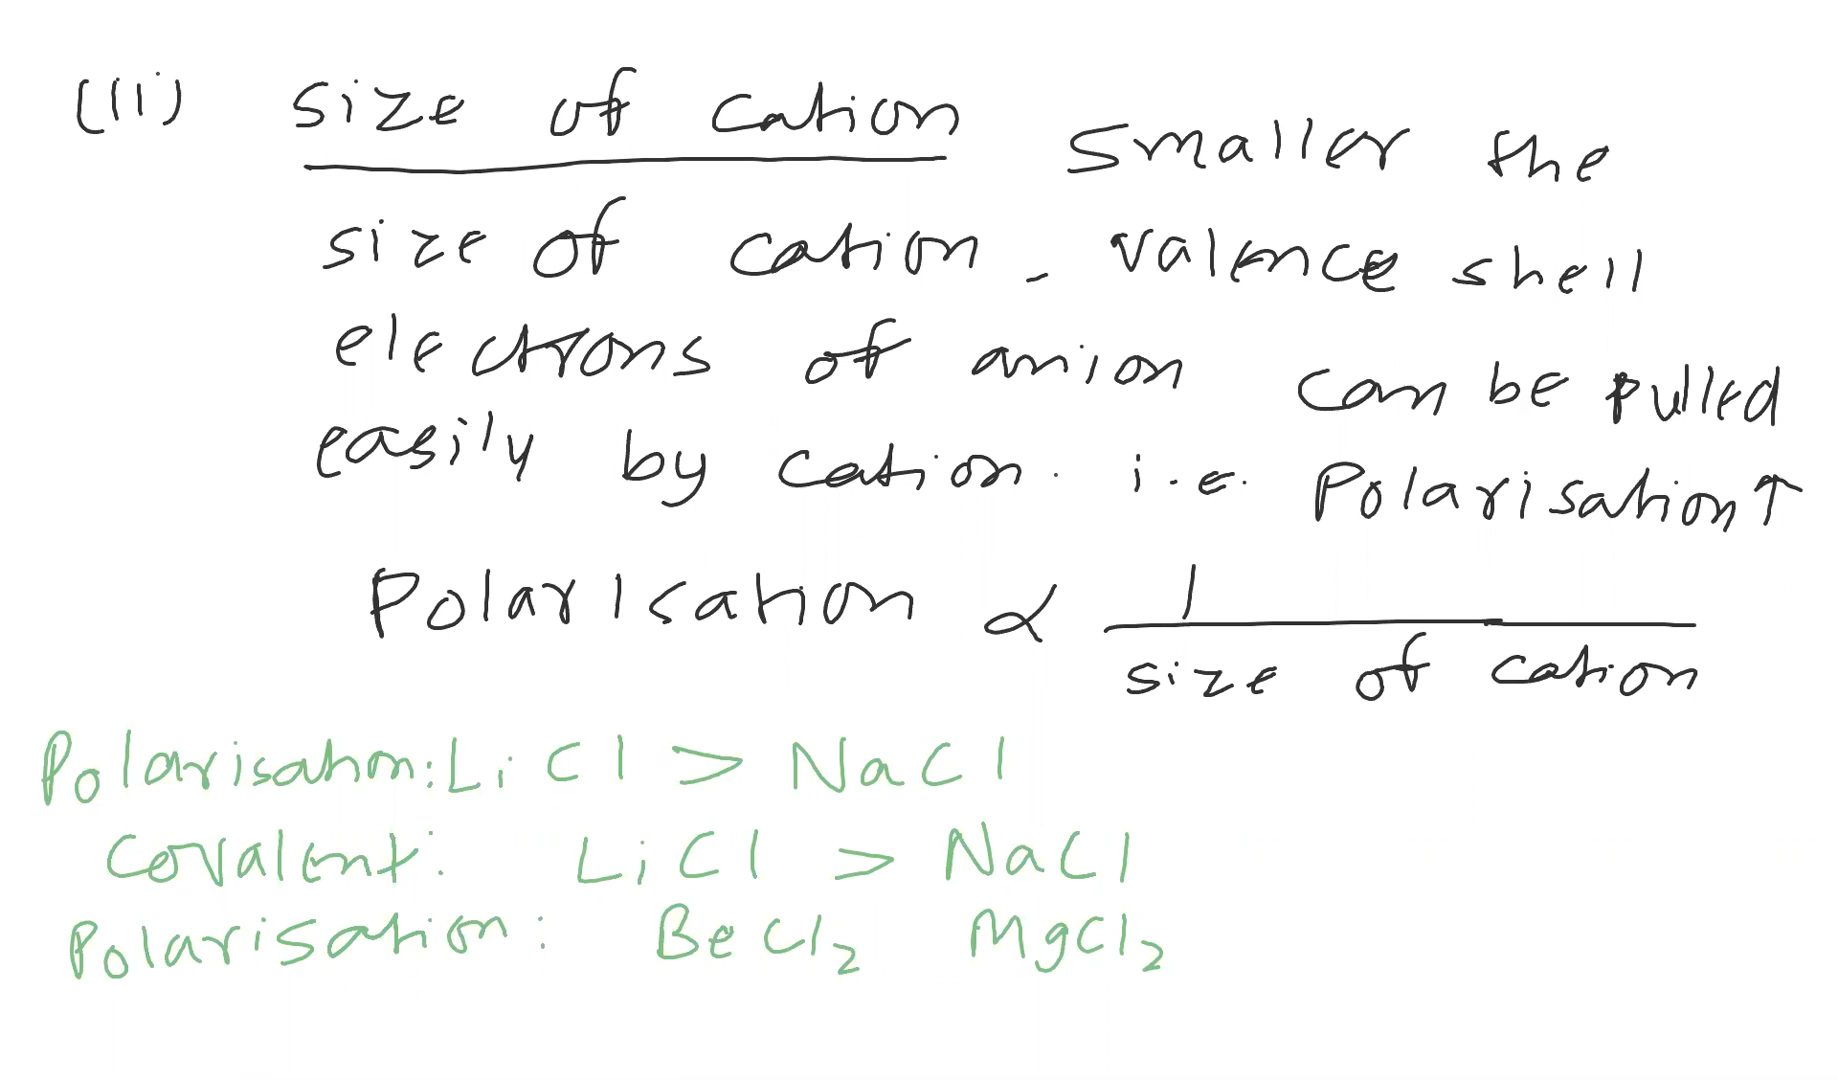 (ii) size of cation smaller the
size of cation, valence shell
electrons of anion can be pulled
easily by cation. i.e. Polarisation↑
Polarisation ∝ 1 / size of cation
Polarisation: LiCl > NaCl
Covalent: LiCl > NaCl
Polarisation: BeCl₂ MgCl₂